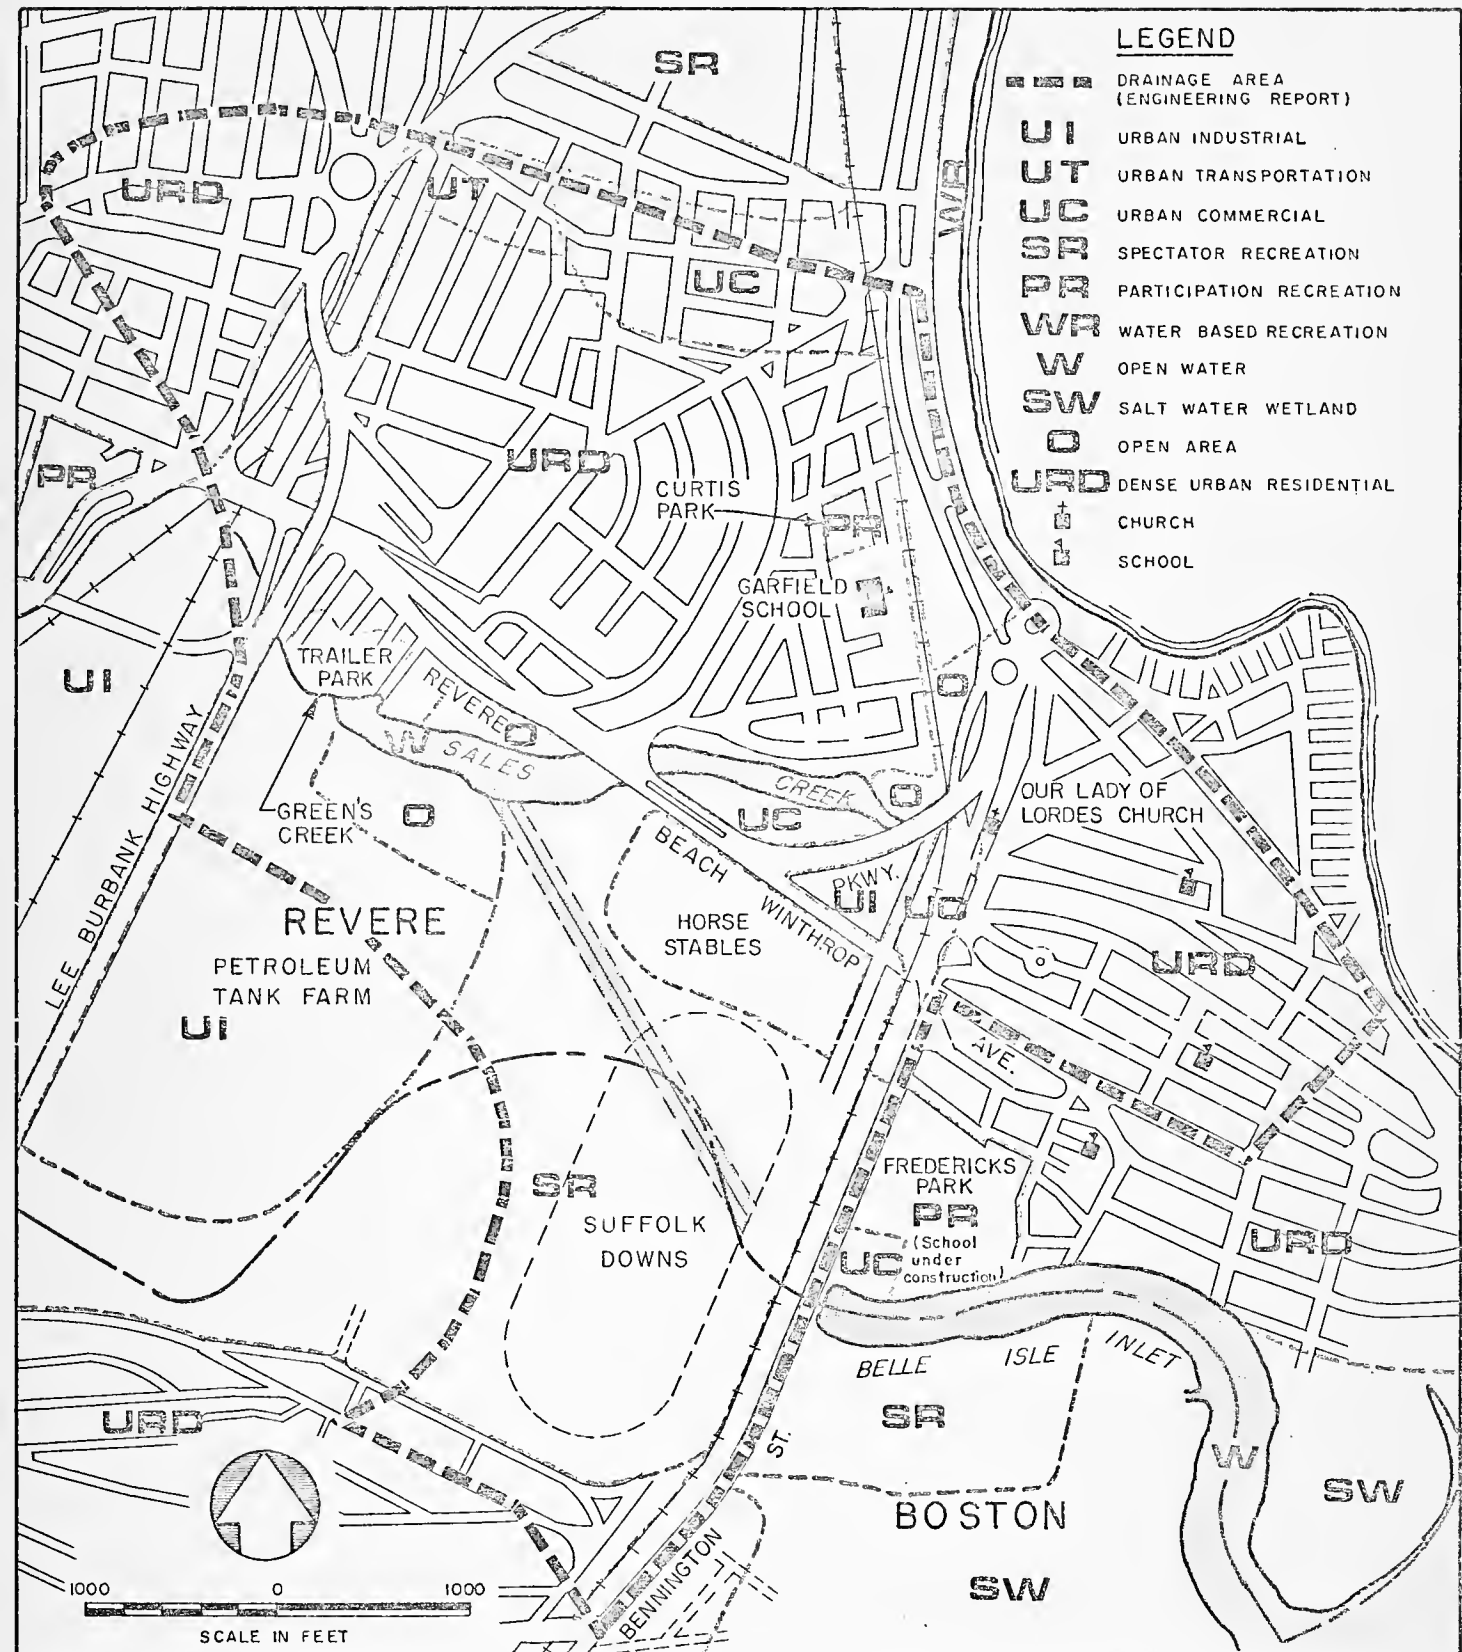 LEGEND
DRAINAGE AREA
(ENGINEERING REPORT)
UI URBAN INDUSTRIAL
UT URBAN TRANSPORTATION
UC URBAN COMMERCIAL
SR SPECTATOR RECREATION
PR PARTICIPATION RECREATION
WR WATER BASED RECREATION
W OPEN WATER
SW SALT WATER WETLAND
O OPEN AREA
URD DENSE URBAN RESIDENTIAL
CHURCH
SCHOOL
SR
WR
URD
UT
UC
PR
URD
CURTIS
PARK
PR
GARFIELD
SCHOOL
TRAILER
PARK
UI
REVERE
O
W
SALES
O
CREEK
O
UC
OUR LADY OF
LORDES CHURCH
GREEN'S
CREEK
O
LEE BURBANK HIGHWAY
BEACH
PKWY.
UI
UC
WINTHROP
AVE.
HORSE
STABLES
REVERE
PETROLEUM
TANK FARM
UI
URD
SR
SUFFOLK
DOWNS
FREDERICKS
PARK
PR
(School
under
construction)
UC
URD
BELLE ISLE INLET
SR
W
SW
URD
BENNINGTON
ST.
BOSTON
SW
1000 0 1000
SCALE IN FEET